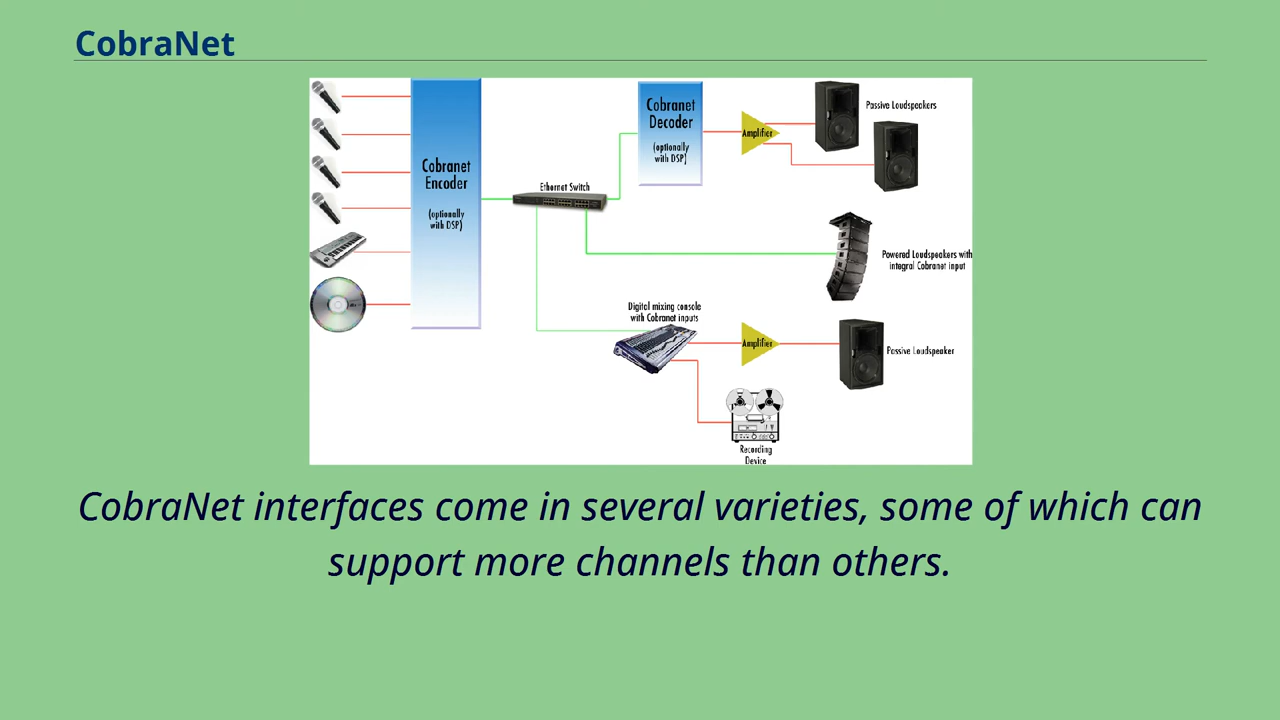 CobraNet
Cobranet
Encoder
(optionally
with DSP)
Ethernet Switch
Cobranet
Decoder
(optionally
with DSP)
Amplifier
Passive Loudspeakers
Powered Loudspeakers with
integral Cobranet input
Digital mixing console
with Cobranet inputs
Amplifier
Passive Loudspeaker
Recording
Device
CobraNet interfaces come in several varieties, some of which can
support more channels than others.